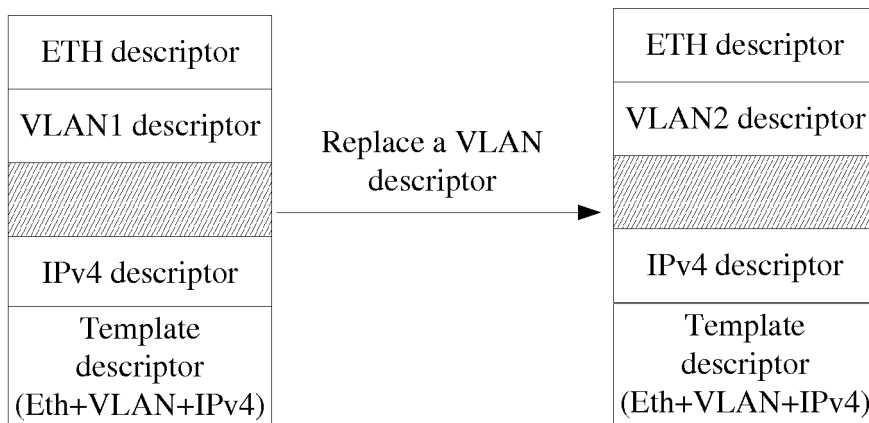 ETH descriptor
VLAN1 descriptor
IPv4 descriptor
Template
descriptor
(Eth+VLAN+IPv4)
Replace a VLAN
descriptor
ETH descriptor
VLAN2 descriptor
IPv4 descriptor
Template
descriptor
(Eth+VLAN+IPv4)